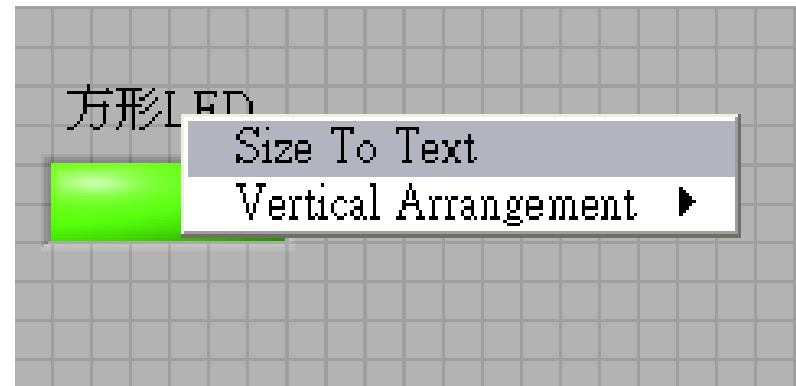 方形LED
Size To Text
Vertical Arrangement